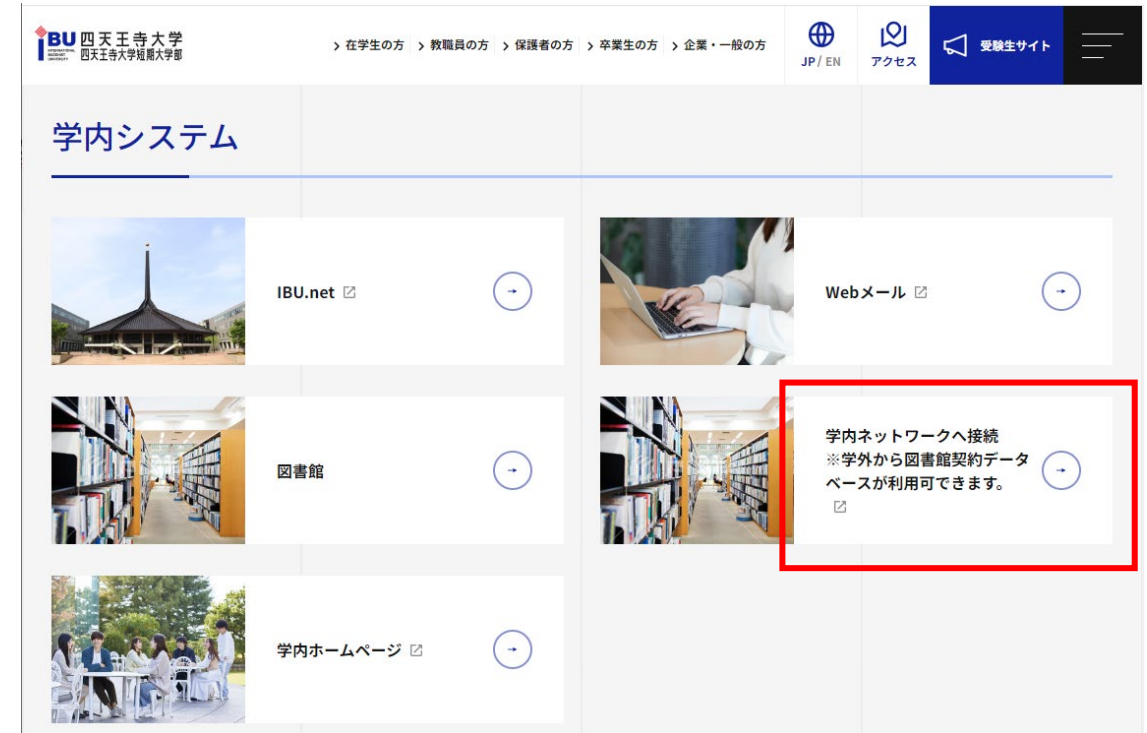 iBU 四天王寺大学
四天王寺大学短期大学部
INTERNATIONAL
BUDDHIST
UNIVERSITY
> 在学生の方 > 教職員の方 > 保護者の方 > 卒業生の方 > 企業・一般の方
JP / EN
アクセス
受験生サイト
学内システム
IBU.net
Webメール
図書館
学内ネットワークへ接続
※学外から図書館契約データ
ベースが利用可できます。
学内ホームページ